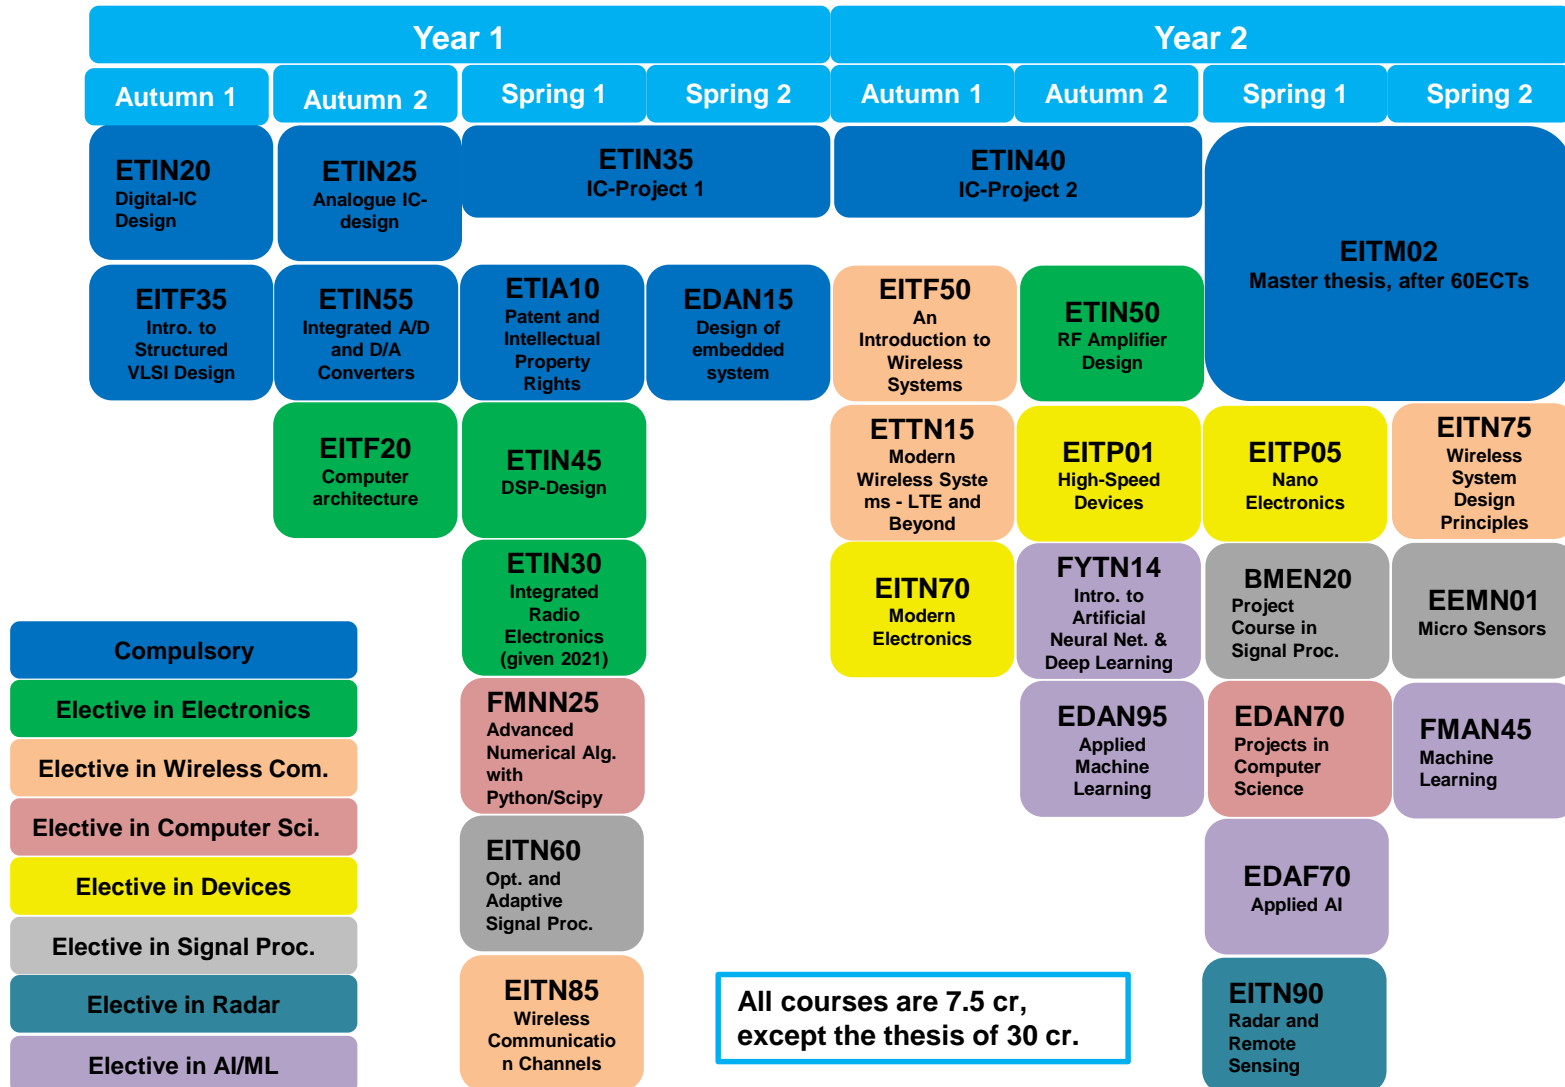 Year 1
Year 2
Autumn 1
Autumn 2
Spring 1
Spring 2
Autumn 1
Autumn 2
Spring 1
Spring 2
ETIN20
Digital-IC
Design
ETIN25
Analogue IC-
design
ETIN35
IC-Project 1
ETIN40
IC-Project 2
EITM02
Master thesis, after 60ECTs
EITF35
Intro. to
Structured
VLSI Design
ETIN55
Integrated A/D
and D/A
Converters
ETIA10
Patent and
Intellectual
Property
Rights
EDAN15
Design of
embedded
system
EITF50
An
Introduction to
Wireless
Systems
ETIN50
RF Amplifier
Design
EITF20
Computer
architecture
ETIN45
DSP-Design
ETTN15
Modern
Wireless Syste
ms - LTE and
Beyond
EITP01
High-Speed
Devices
EITP05
Nano
Electronics
EITN75
Wireless
System
Design
Principles
ETIN30
Integrated
Radio
Electronics
(given 2021)
EITN70
Modern
Electronics
FYTN14
Intro. to
Artificial
Neural Net. &
Deep Learning
BMEN20
Project
Course in
Signal Proc.
EEMN01
Micro Sensors
FMNN25
Advanced
Numerical Alg.
with
Python/Scipy
EDAN95
Applied
Machine
Learning
EDAN70
Projects in
Computer
Science
FMAN45
Machine
Learning
EITN60
Opt. and
Adaptive
Signal Proc.
EDAF70
Applied AI
EITN85
Wireless
Communicatio
n Channels
EITN90
Radar and
Remote
Sensing
Compulsory
Elective in Electronics
Elective in Wireless Com.
Elective in Computer Sci.
Elective in Devices
Elective in Signal Proc.
Elective in Radar
Elective in AI/ML
All courses are 7.5 cr,
except the thesis of 30 cr.